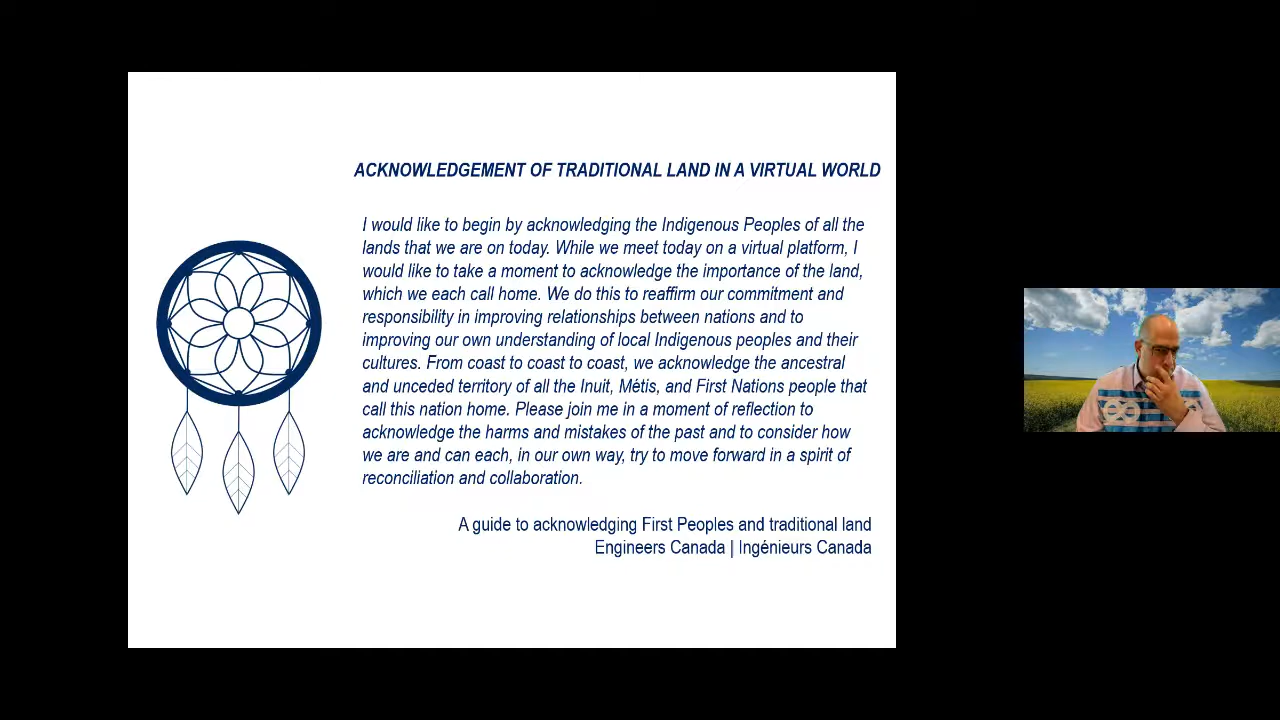 ACKNOWLEDGEMENT OF TRADITIONAL LAND IN A VIRTUAL WORLD
I would like to begin by acknowledging the Indigenous Peoples of all the
lands that we are on today. While we meet today on a virtual platform, I
would like to take a moment to acknowledge the importance of the land,
which we each call home. We do this to reaffirm our commitment and
responsibility in improving relationships between nations and to
improving our own understanding of local Indigenous peoples and their
cultures. From coast to coast to coast, we acknowledge the ancestral
and unceded territory of all the Inuit, Métis, and First Nations people that
call this nation home. Please join me in a moment of reflection to
acknowledge the harms and mistakes of the past and to consider how
we are and can each, in our own way, try to move forward in a spirit of
reconciliation and collaboration.
A guide to acknowledging First Peoples and traditional land
Engineers Canada | Ingénieurs Canada